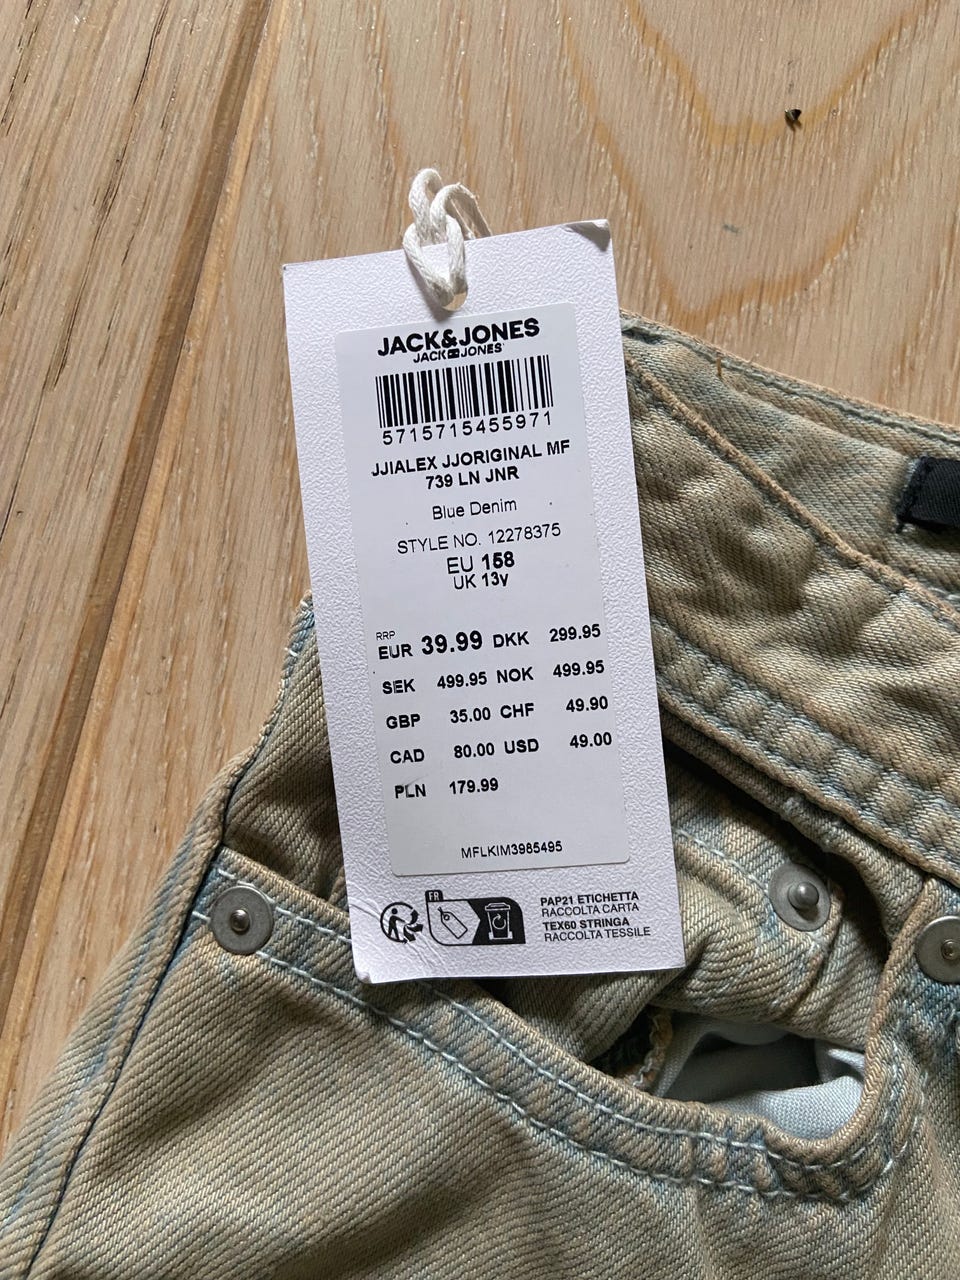 JACK&JONES
JACK JONES
5715715455971
JJIALEX JJORIGINAL MF
739 LN JNR
Blue Denim
STYLE NO. 12278375
EU 158
UK 13y
RRP
EUR 39.99 DKK 299.95
SEK 499.95 NOK 499.95
GBP 35.00 CHF 49.90
CAD 80.00 USD 49.00
PLN 179.99
MFLKIM3985495
FR
PAP21 ETICHETTA
RACCOLTA CARTA
TEX60 STRINGA
RACCOLTA TESSILE